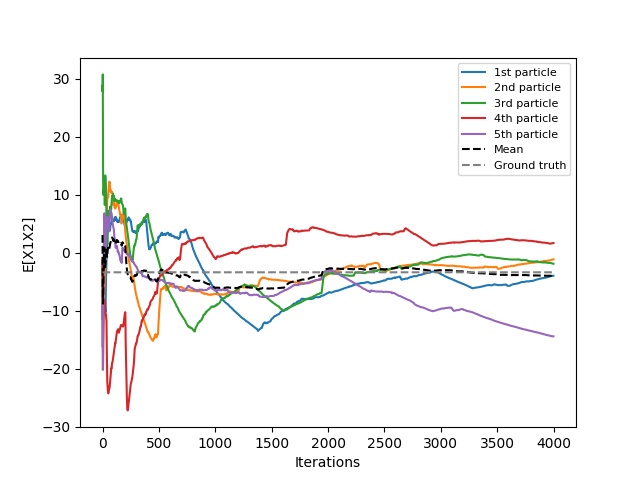 1st particle
2nd particle
3rd particle
4th particle
5th particle
Mean
Ground truth
30
20
10
0
−10
−20
−30
E[X1X2]
0 500 1000 1500 2000 2500 3000 3500 4000
Iterations